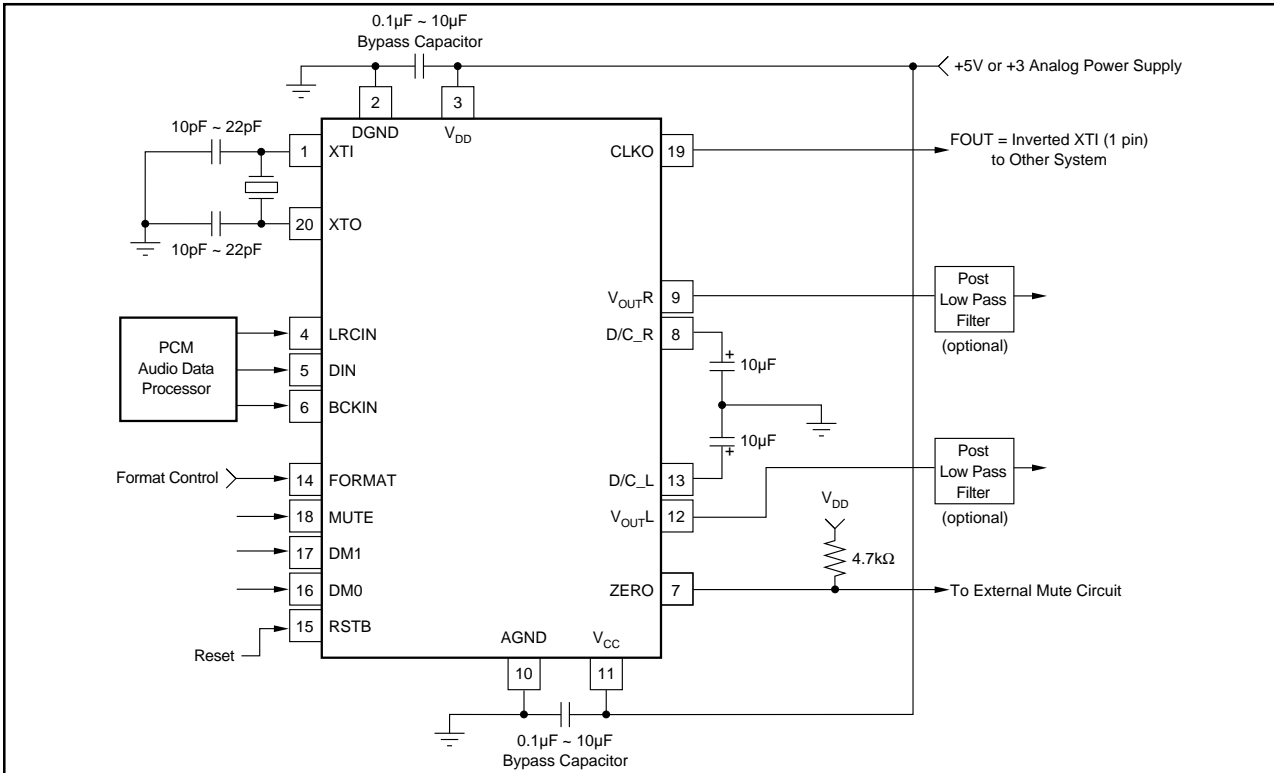 0.1µF ~ 10µF
Bypass Capacitor
+5V or +3 Analog Power Supply
2
3
DGND
VDD
10pF ~ 22pF
1
XTI
CLKO
19
FOUT = Inverted XTI (1 pin)
to Other System
20
XTO
10pF ~ 22pF
VOUTR
9
Post
Low Pass
Filter
(optional)
D/C_R
8
+
10µF
PCM
Audio Data
Processor
4
LRCIN
5
DIN
6
BCKIN
10µF
+
Format Control
14
FORMAT
D/C_L
13
Post
Low Pass
Filter
(optional)
18
MUTE
VOUTL
12
VDD
17
DM1
4.7kΩ
16
DM0
ZERO
7
To External Mute Circuit
15
RSTB
Reset
AGND
VCC
10
11
0.1µF ~ 10µF
Bypass Capacitor